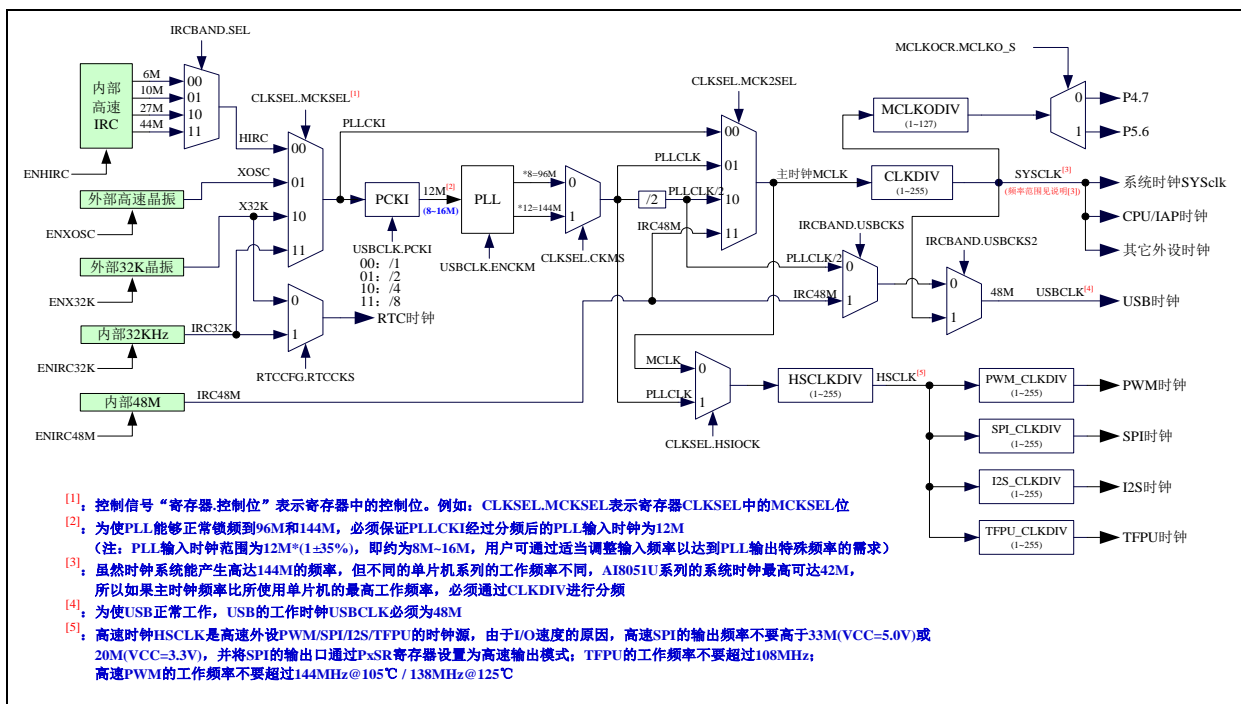 IRCBAND.SEL
MCLKOCR.MCLKO_S
内部
高速
IRC
6M
10M
27M
44M
00
01
10
11
ENHIRC
HIRC
CLKSEL.MCKSEL[1]
00
01
10
11
外部高速晶振
XOSC
ENXOSC
外部32K晶振
X32K
ENX32K
内部32KHz
IRC32K
ENIRC32K
内部48M
IRC48M
ENIRC48M
0
1
RTC时钟
RTCCFG.RTCCKS
PLLCKI
PCKI
12M[2]
(8~16M)
USBCLK.PCKI
00: /1
01: /2
10: /4
11: /8
PLL
*8=96M
*12=144M
USBCLK.ENCKM
0
1
CLKSEL.CKMS
/2
PLLCLK
PLLCLK/2
IRC48M
CLKSEL.MCK2SEL
00
01
10
11
主时钟MCLK
CLKDIV
(1~255)
MCLKODIV
(1~127)
0
1
P4.7
P5.6
SYSCLK[3]
(频率范围见说明[3])
系统时钟SYSclk
CPU/IAP时钟
其它外设时钟
IRCBAND.USBCKS
PLLCLK/2
IRC48M
0
1
IRCBAND.USBCKS2
0
1
48M
USBCLK[4]
USB时钟
MCLK
PLLCLK
0
1
CLKSEL.HSIOCK
HSCLKDIV
(1~255)
HSCLK[5]
PWM_CLKDIV
(1~255)
PWM时钟
SPI_CLKDIV
(1~255)
SPI时钟
I2S_CLKDIV
(1~255)
I2S时钟
TFPU_CLKDIV
(1~255)
TFPU时钟
[1]：控制信号“寄存器.控制位”表示寄存器中的控制位。例如：CLKSEL.MCKSEL表示寄存器CLKSEL中的MCKSEL位
[2]：为使PLL能够正常锁频到96M和144M，必须保证PLLCKI经过分频后的PLL输入时钟为12M
（注：PLL输入时钟范围为12M*(1±35%)，即约为8M~16M，用户可通过适当调整输入频率以达到PLL输出特殊频率的需求）
[3]：虽然时钟系统能产生高达144M的频率，但不同的单片机系列的工作频率不同，AI8051U系列的系统时钟最高可达42M，
所以如果主时钟频率比所使用单片机的最高工作频率，必须通过CLKDIV进行分频
[4]：为使USB正常工作，USB的工作时钟USBCLK必须为48M
[5]：高速时钟HSCLK是高速外设PWM/SPI/I2S/TFPU的时钟源，由于I/O速度的原因，高速SPI的输出频率不要高于33M(VCC=5.0V)或
20M(VCC=3.3V)，并将SPI的输出口通过PxSR寄存器设置为高速输出模式；TFPU的工作频率不要超过108MHz；
高速PWM的工作频率不要超过144MHz@105℃ / 138MHz@125℃